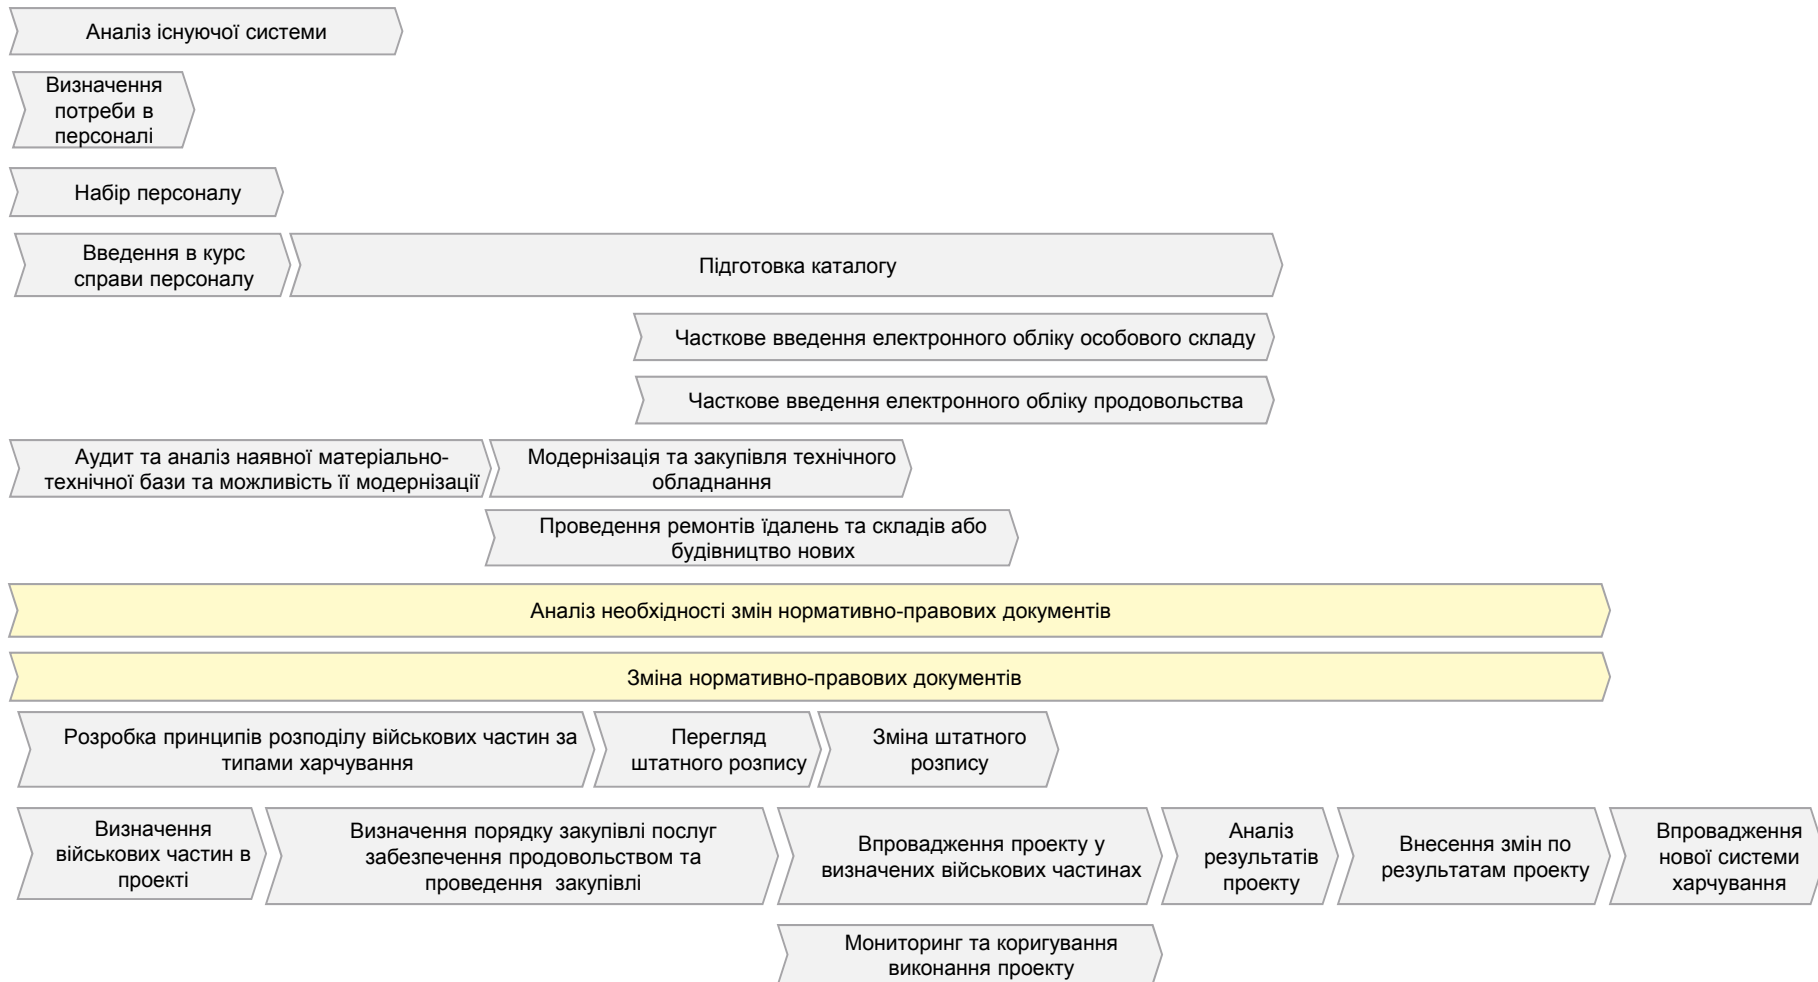 Аналіз існуючої системи
Визначення
потреби в
персоналі
Набір персоналу
Введення в курс
справи персоналу
Підготовка каталогу
Часткове введення електронного обліку особового складу
Часткове введення електронного обліку продовольства
Аудит та аналіз наявної матеріально-
технічної бази та можливість її модернізації
Модернізація та закупівля технічного
обладнання
Проведення ремонтів їдалень та складів або
будівництво нових
Аналіз необхідності змін нормативно-правових документів
Зміна нормативно-правових документів
Розробка принципів розподілу військових частин за
типами харчування
Перегляд
штатного розпису
Зміна штатного
розпису
Визначення
військових частин в
проекті
Визначення порядку закупівлі послуг
забезпечення продовольством та
проведення закупівлі
Впровадження проекту у
визначених військових частинах
Аналіз
результатів
проекту
Внесення змін по
результатам проекту
Впровадження
нової системи
харчування
Мониторинг та коригування
виконання проекту